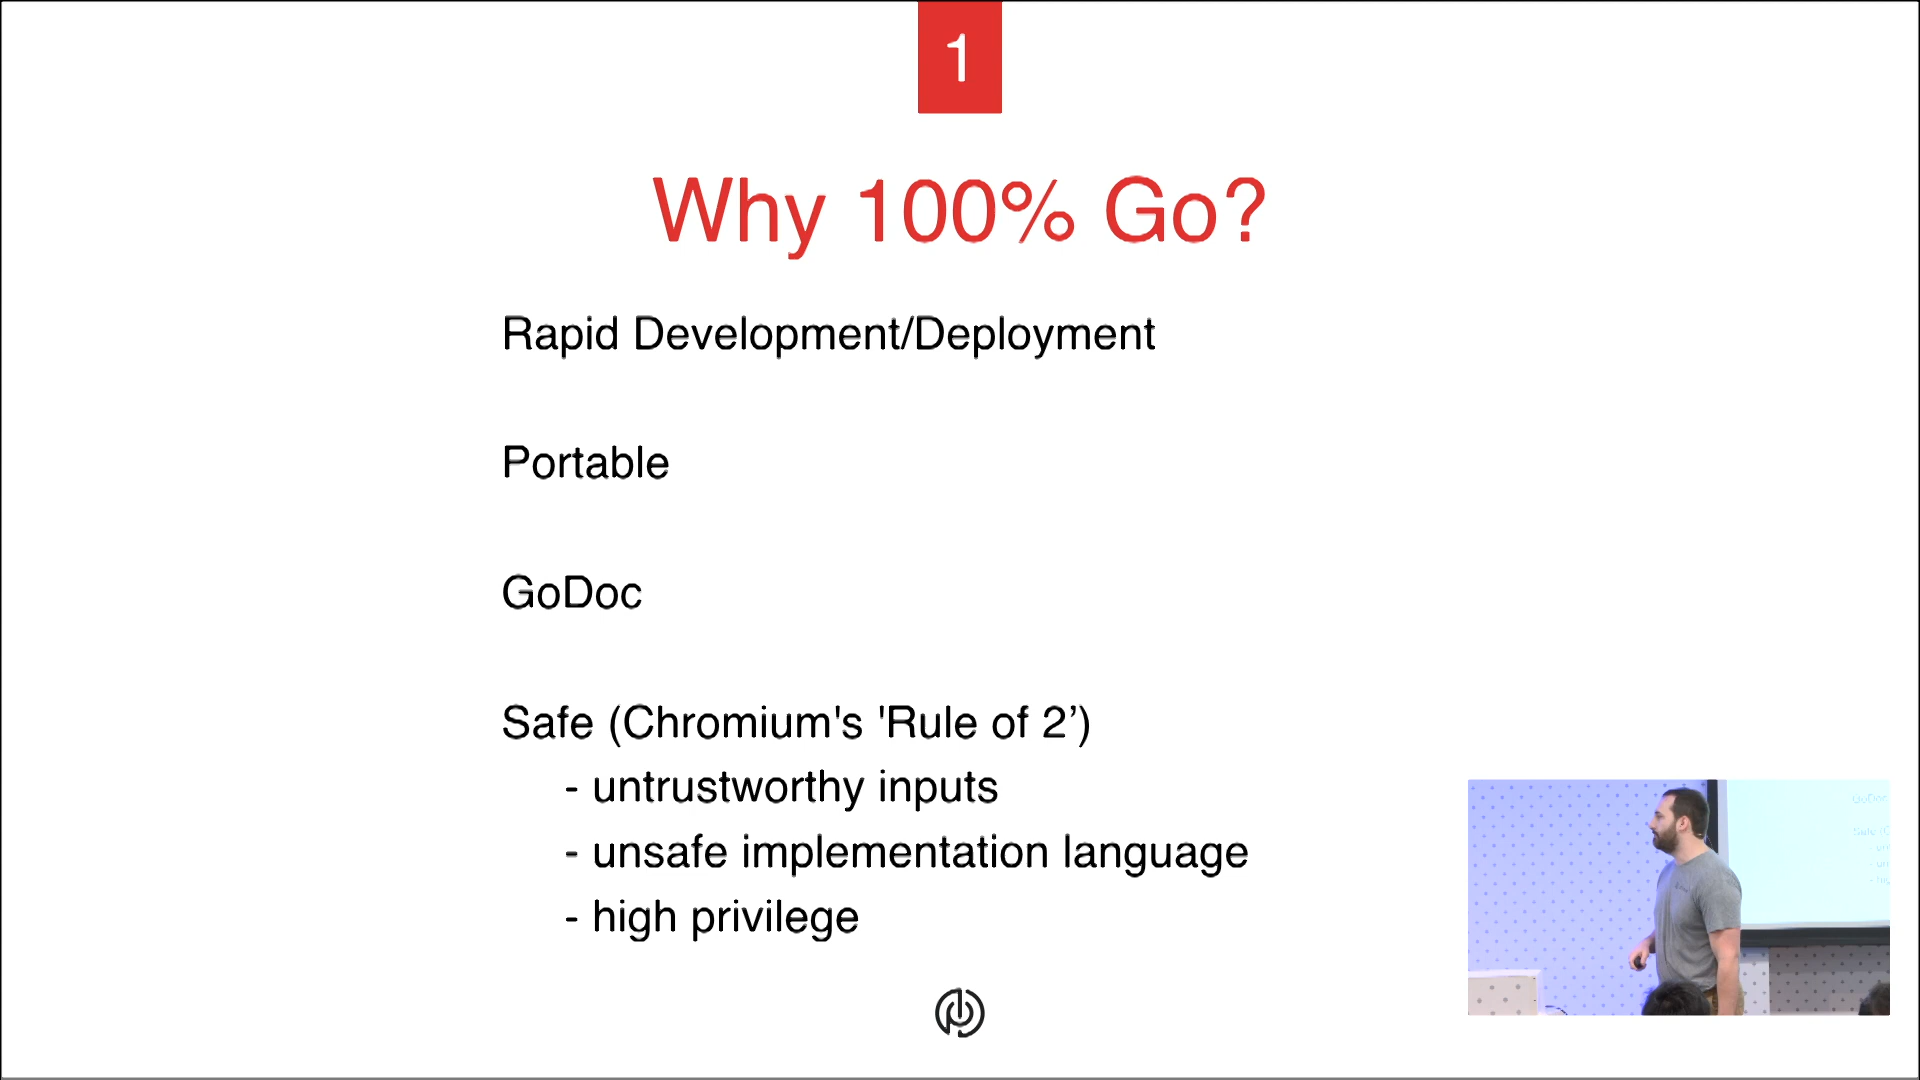 1
Why 100% Go?
Rapid Development/Deployment
Portable
GoDoc
Safe (Chromium's 'Rule of 2’)
- untrustworthy inputs
- unsafe implementation language
- high privilege
GoDoc